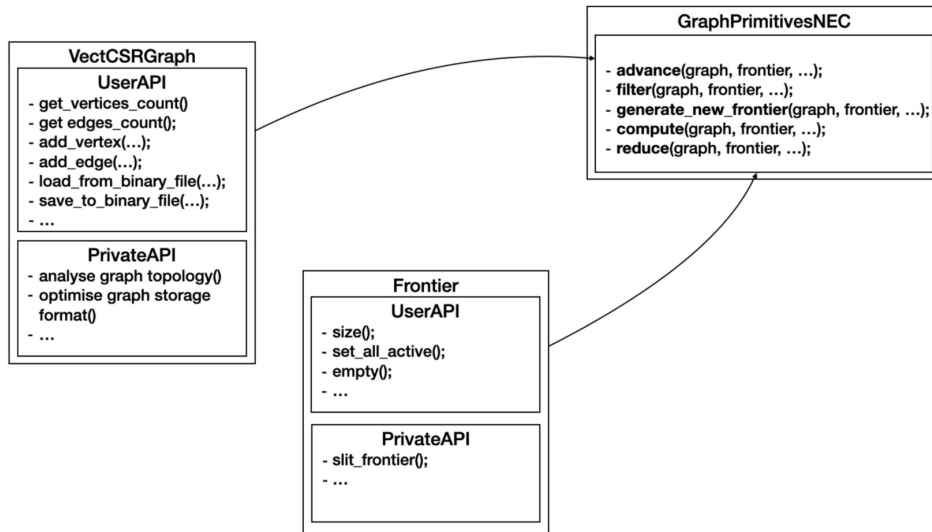 VectCSRGraph
UserAPI
- get_vertices_count()
- get edges_count();
- add_vertex(...);
- add_edge(...);
- load_from_binary_file(...);
- save_to_binary_file(...);
- ...
PrivateAPI
- analyse graph topology()
- optimise graph storage
format()
- ...
Frontier
UserAPI
- size();
- set_all_active();
- empty();
- ...
PrivateAPI
- slit_frontier();
- ...
GraphPrimitivesNEC
- advance(graph, frontier, ...);
- filter(graph, frontier, ...);
- generate_new_frontier(graph, frontier, ...);
- compute(graph, frontier, ...);
- reduce(graph, frontier, ...);